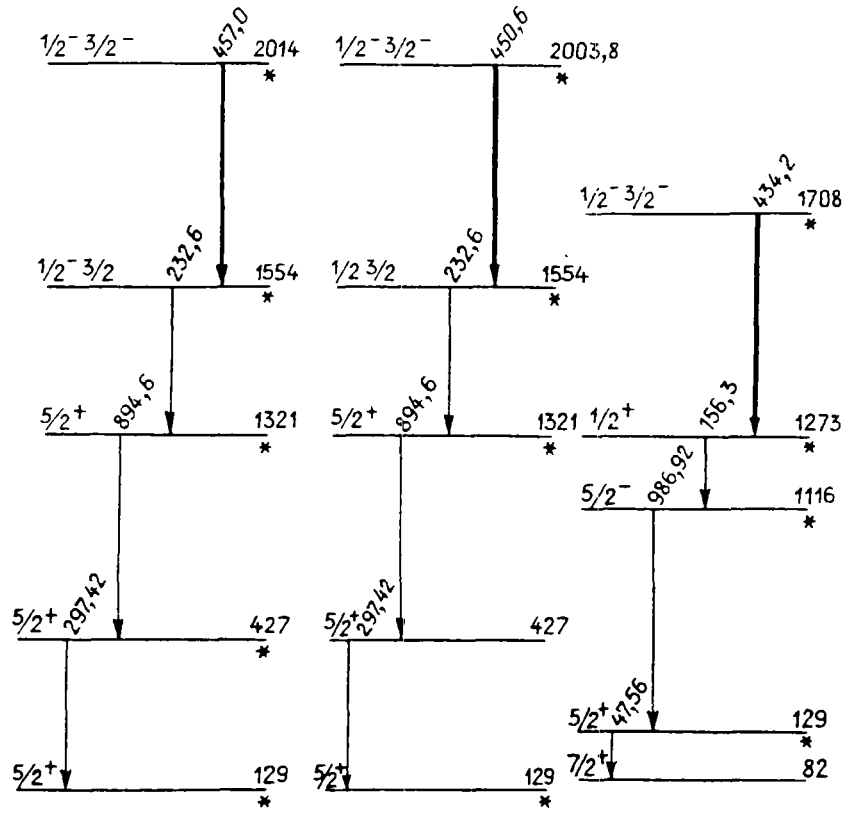 1/2⁻ 3/2⁻ 457,0 2014 *
232,6
1/2⁻ 3/2 1554 *
894,6
5/2⁺ 1321 *
297,42
5/2⁺ 427 *
5/2⁺ 129 *
1/2⁻ 3/2⁻ 450,6 2003,8 *
232,6
1/2 3/2 1554 *
894,6
5/2⁺ 1321 *
297,42
5/2⁺ 427
5/2⁺ 129 *
434,2
1/2⁻ 3/2⁻ 1708 *
156,3
1/2⁺ 1273 *
986,92
5/2⁻ 1116 *
47,56
5/2⁺ 129 *
7/2⁺ 82